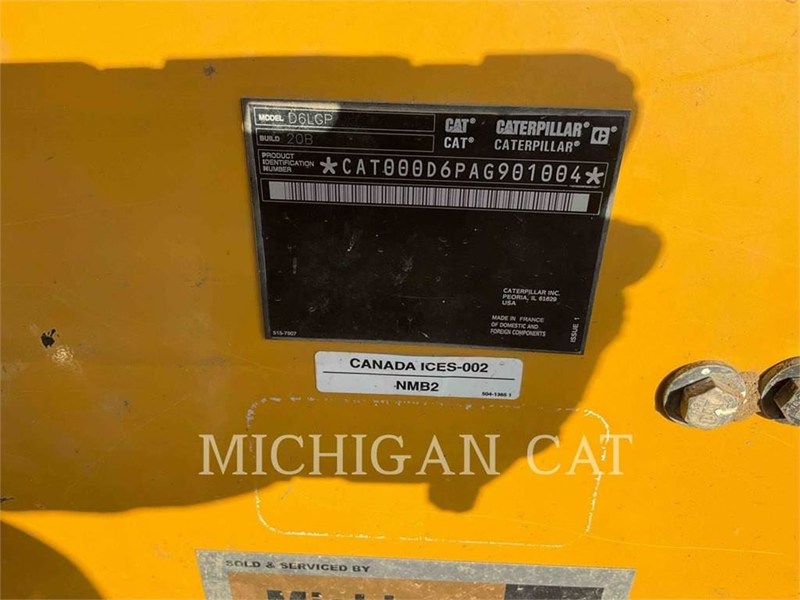 MODEL D6LGP
BUILD 20B
CAT® CATERPILLAR® C
CAT® CATERPILLAR®
PRODUCT
IDENTIFICATION
NUMBER
*CAT000D6PAG901004*
CATERPILLAR INC.
PEORIA, IL 61629
USA
MADE IN FRANCE
OF DOMESTIC AND
FOREIGN COMPONENTS
ISSUE 1
CANADA ICES-002
NMB2
MICHIGAN CAT
SOLD & SERVICED BY